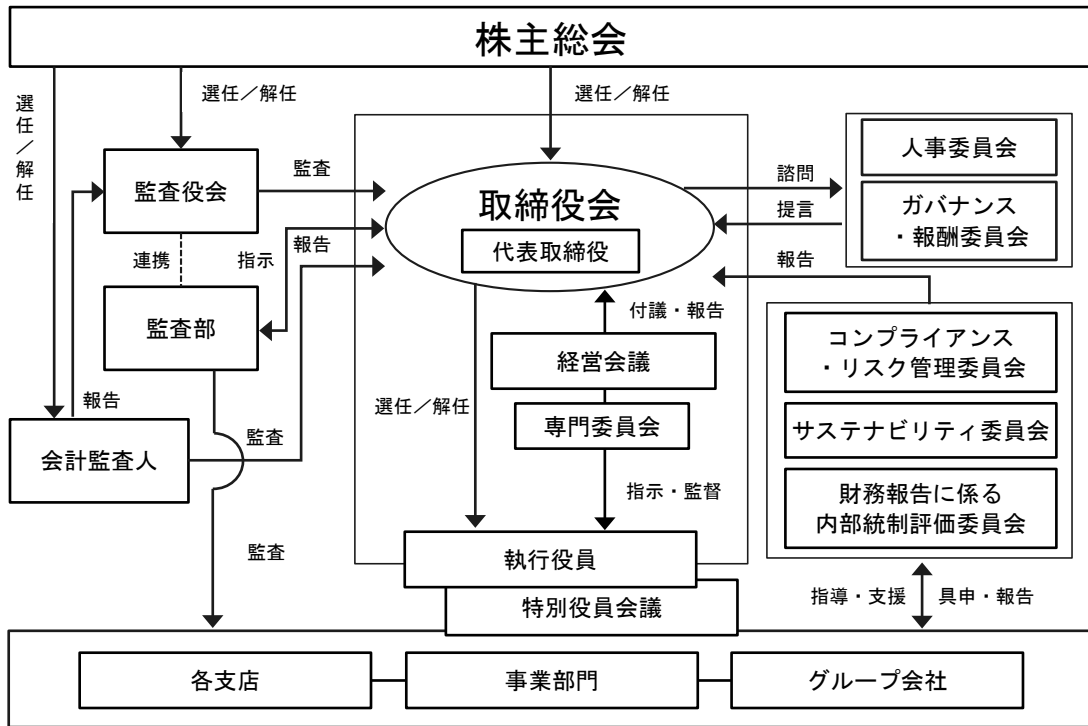 株主総会
選任／解任
選任／解任
選任／解任
人事委員会
監査役会
監査
取締役会
諮問
ガバナンス
・報酬委員会
提言
代表取締役
連携
指示
報告
報告
監査部
付議・報告
コンプライアンス
・リスク管理委員会
経営会議
報告
選任／解任
専門委員会
サステナビリティ委員会
会計監査人
監査
指示・監督
財務報告に係る
内部統制評価委員会
監査
執行役員
特別役員会議
指導・支援
具申・報告
各支店
事業部門
グループ会社